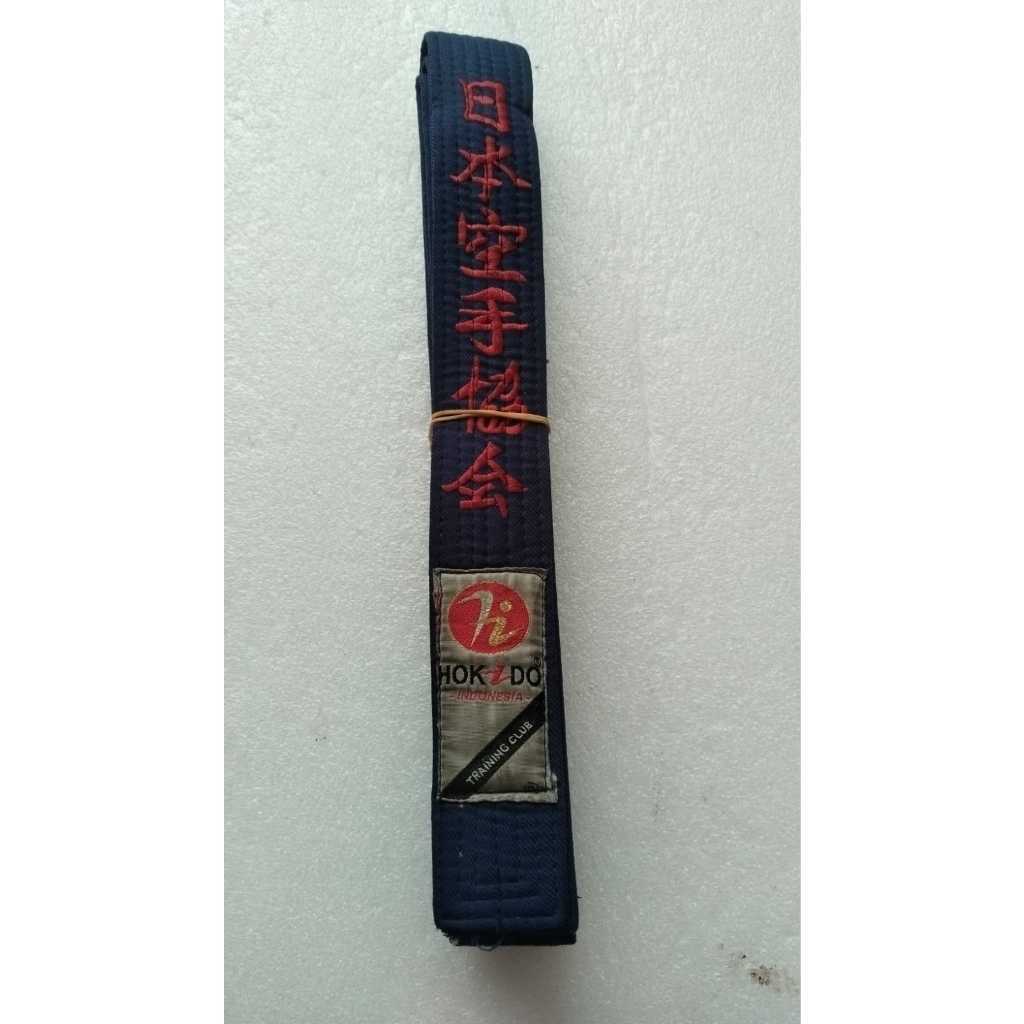 日本空手協会
HOKIDO
-INDONESIA-
TRAINING CLUB